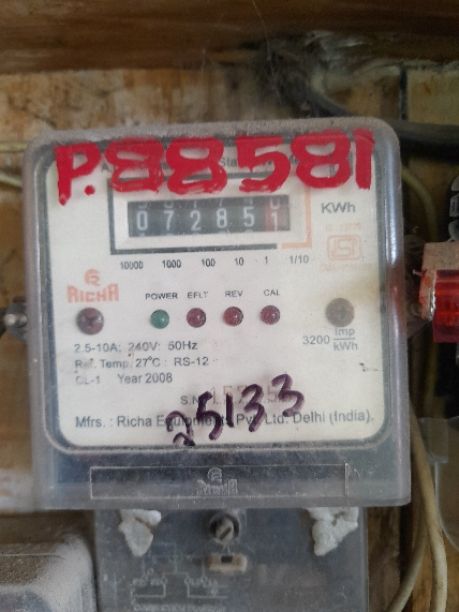 P.88581
072851 KWh
10000 1000 100 10 1 1/10
RICHA
POWER EFLT REV CAL
3200 Imp/kWh
2.5-10A; 240V: 50Hz
Ref. Temp. 27°C : RS-12
CL-1 Year 2008
S.N
25133
Mfrs. : Richa Equipments Pvt. Ltd. Delhi (India).
RICHA